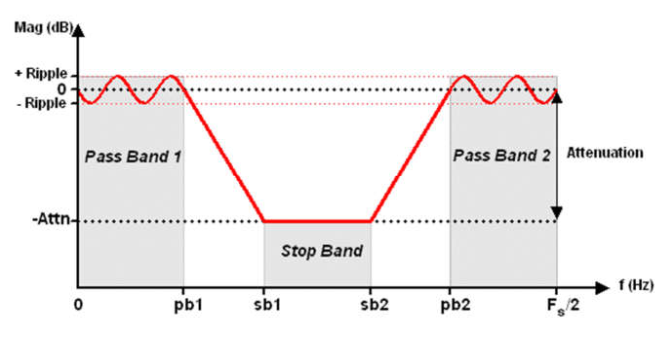 Mag (dB)
+ Ripple
0
- Ripple
Pass Band 1
Pass Band 2
Attenuation
-Attn
Stop Band
f (Hz)
0
pb1
sb1
sb2
pb2
Fs/2